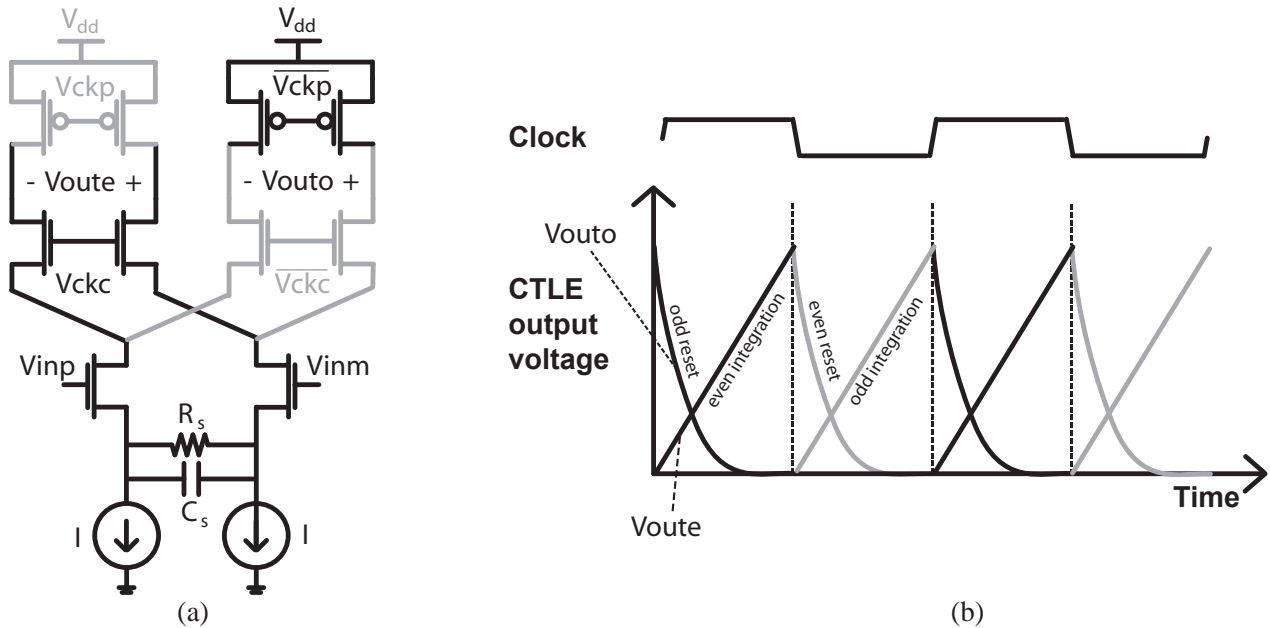 Vdd
Vdd
Vckp
Vckp
- Voute +
- Vouto +
Vckc
Vckc
Vinp
Vinm
Rs
Cs
I
I
(a)
Clock
Vouto
CTLE
output
voltage
odd reset
even integration
even reset
odd integration
Time
Voute
(b)